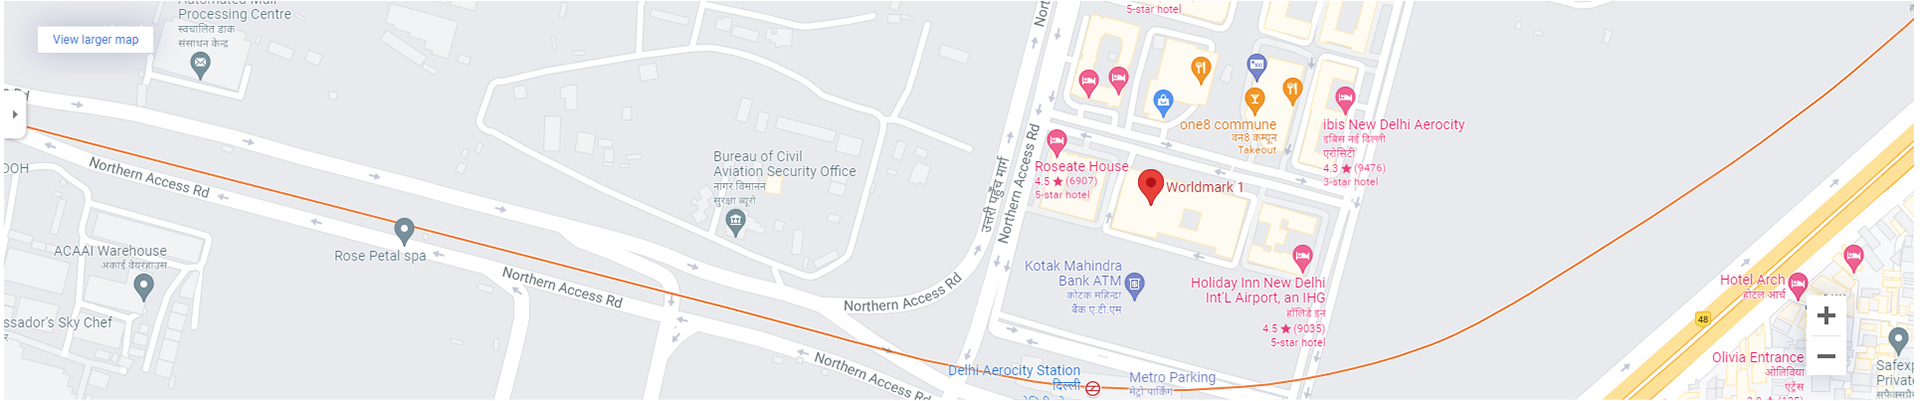 View larger map
Processing Centre
स्वचालित डाक
संसाधन केन्द्र
Northern Access Rd
ACAAI Warehouse
अकाई वेयरहाउस
ssador's Sky Chef
Rose Petal spa
Northern Access Rd
Bureau of Civil
Aviation Security Office
नागर विमानन
सुरक्षा ब्यूरो
Northern Access Rd
Northern Access Rd
उत्तरी पहुँच मार्ग
Northern Access Rd
5-star hotel
Roseate House
4.5 ★ (6907)
5-star hotel
one8 commune
वन8 कम्यून
Takeout
ibis New Delhi Aerocity
इबिस नई दिल्ली
एरोसिटी
4.3 ★ (9476)
3-star hotel
Worldmark 1
Kotak Mahindra
Bank ATM
कोटक महिन्द्रा
बैंक ए.टी.एम
Holiday Inn New Delhi
Int'L Airport, an IHG
हॉलिडे इन
4.5 ★ (9035)
5-star hotel
Delhi Aerocity Station
दिल्ली
Metro Parking
मेट्रो पार्किंग
Hotel Arch
होटल आर्च
48
+
−
Olivia Entrance
ओलिविया
एंट्रेंस
Safexp
Private